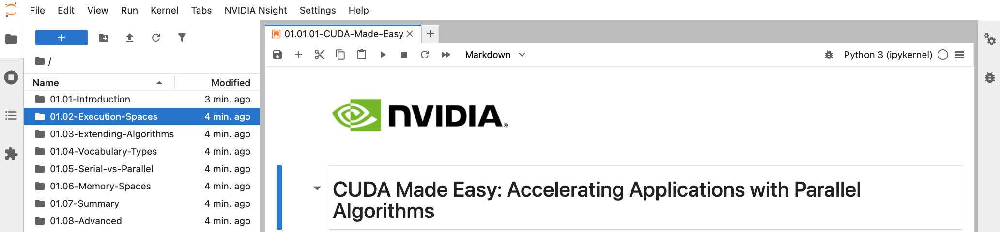 File Edit View Run Kernel Tabs NVIDIA Nsight Settings Help
01.01.01-CUDA-Made-Easy
/
Name Modified
01.01-Introduction 3 min. ago
01.02-Execution-Spaces 4 min. ago
01.03-Extending-Algorithms 4 min. ago
01.04-Vocabulary-Types 4 min. ago
01.05-Serial-vs-Parallel 4 min. ago
01.06-Memory-Spaces 4 min. ago
01.07-Summary 4 min. ago
01.08-Advanced 4 min. ago
Markdown Python 3 (ipykernel)
NVIDIA®
CUDA Made Easy: Accelerating Applications with Parallel
Algorithms